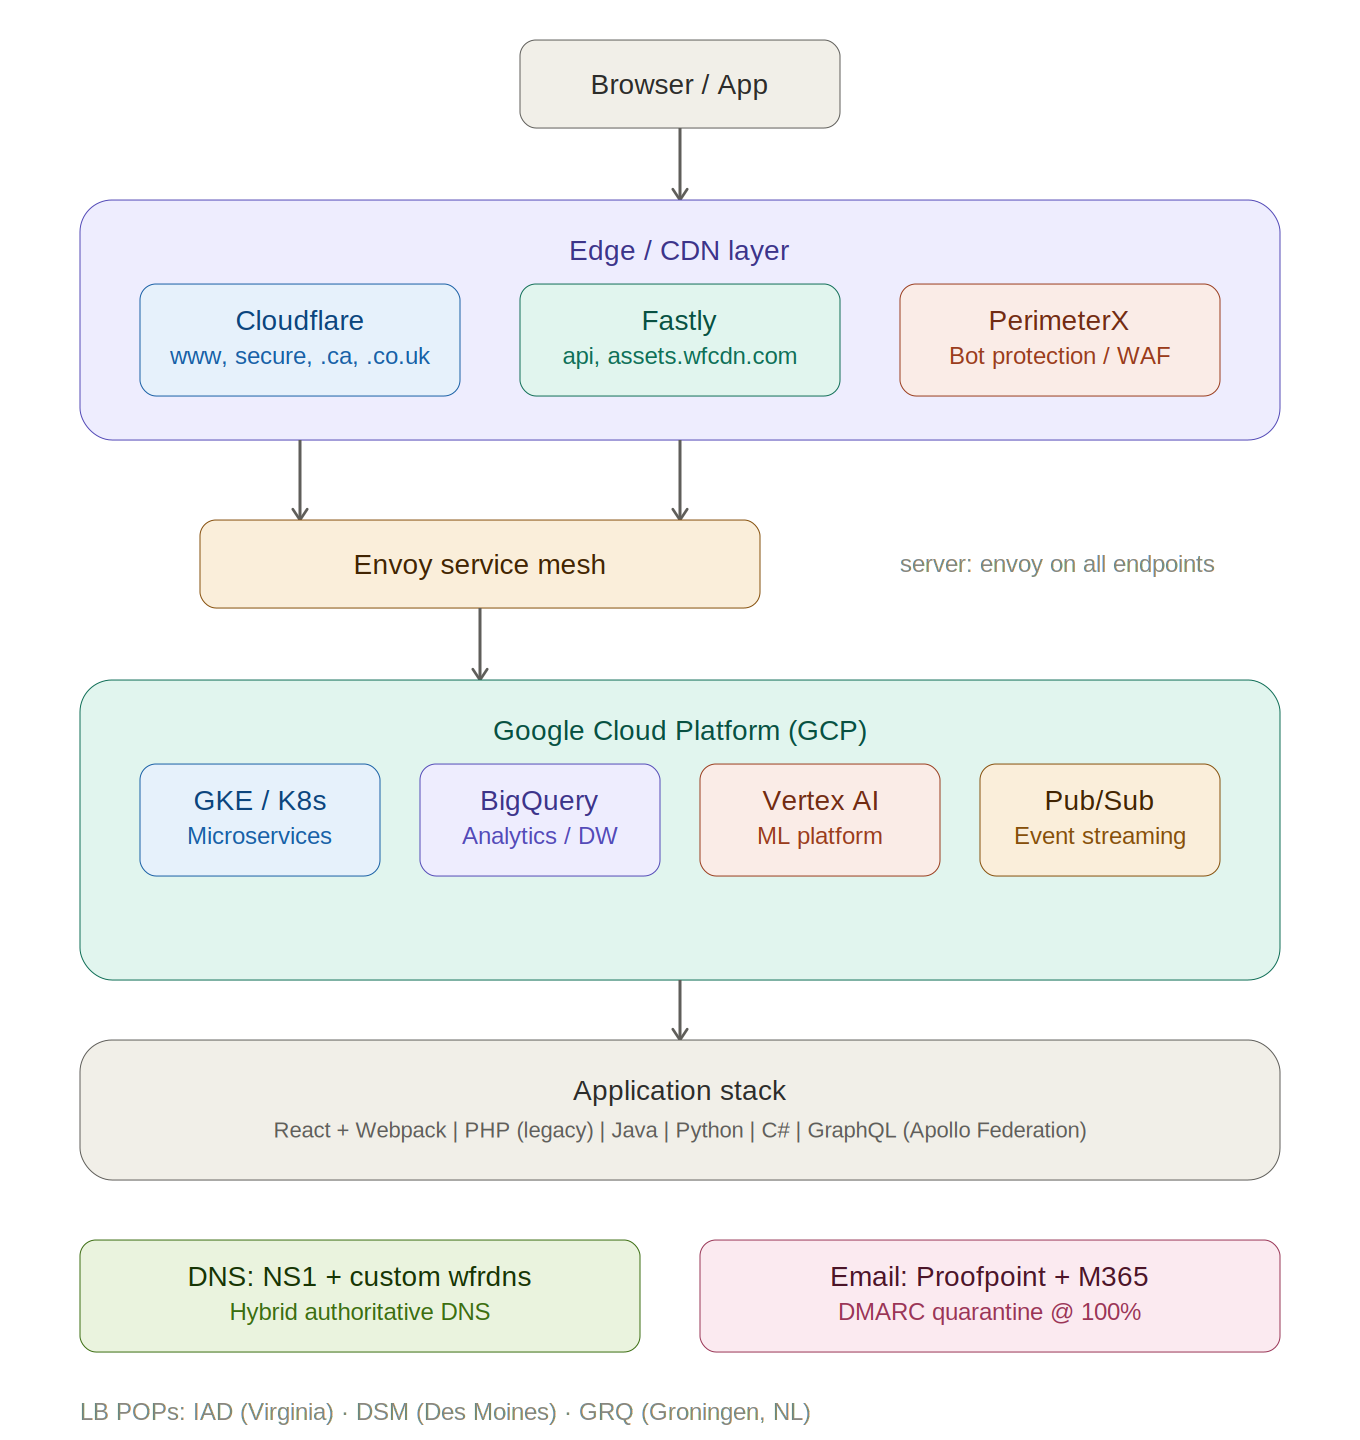 Browser / App
Edge / CDN layer
Cloudflare
www, secure, .ca, .co.uk
Fastly
api, assets.wfcdn.com
PerimeterX
Bot protection / WAF
Envoy service mesh
server: envoy on all endpoints
Google Cloud Platform (GCP)
GKE / K8s
Microservices
BigQuery
Analytics / DW
Vertex AI
ML platform
Pub/Sub
Event streaming
Application stack
React + Webpack | PHP (legacy) | Java | Python | C# | GraphQL (Apollo Federation)
DNS: NS1 + custom wfrdns
Hybrid authoritative DNS
Email: Proofpoint + M365
DMARC quarantine @ 100%
LB POPs: IAD (Virginia) · DSM (Des Moines) · GRQ (Groningen, NL)